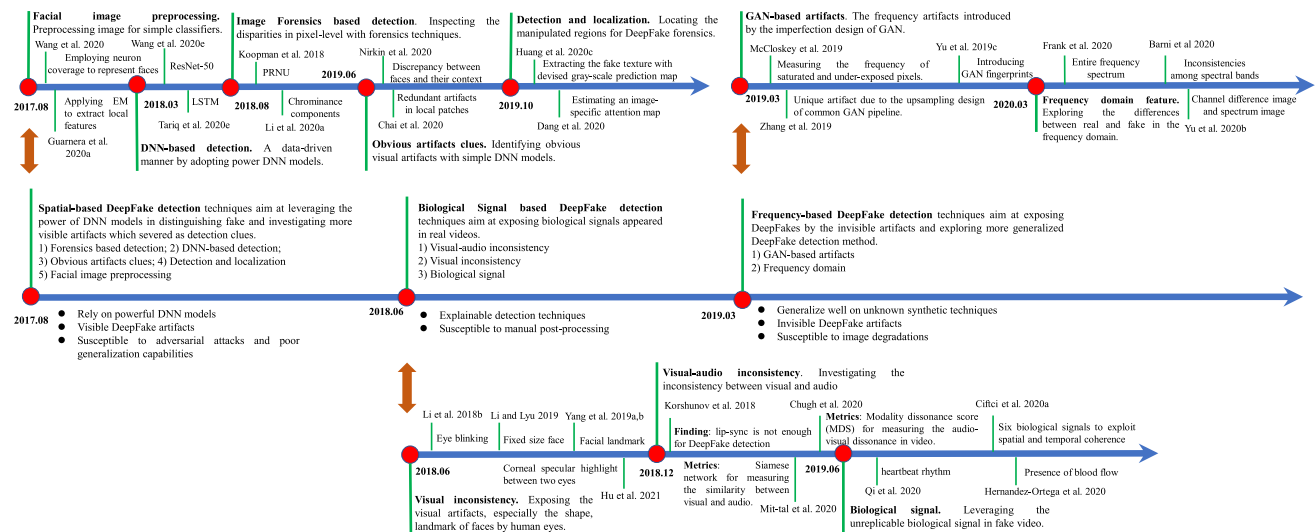 Facial image preprocessing.
Preprocessing image for simple classifiers.
Wang et al. 2020
Employing neuron
coverage to represent faces
Wang et al. 2020e
ResNet-50
2017.08
Applying EM
to extract local
features
Guarnera et al.
2020a
2018.03
LSTM
Tariq et al. 2020e
DNN-based detection. A data-driven
manner by adopting power DNN models.
Image Forensics based detection. Inspecting the
disparities in pixel-level with forensics techniques.
Koopman et al. 2018
PRNU
2019.06
Nirkin et al. 2020
Discrepancy between
faces and their context
2018.08
Chrominance
components
Li et al. 2020a
Redundant artifacts
in local patches
Chai et al. 2020
Obvious artifacts clues. Identifying obvious
visual artifacts with simple DNN models.
Detection and localization. Locating the
manipulated regions for DeepFake forensics.
Huang et al. 2020c
Extracting the fake texture with
devised gray-scale prediction map
2019.10
Estimating an image-
specific attention map
Dang et al. 2020
GAN-based artifacts. The frequency artifacts introduced
by the imperfection design of GAN.
McCloskey et al. 2019
Measuring the frequency of
saturated and under-exposed pixels.
Yu et al. 2019c
Introducing
GAN fingerprints
Frank et al. 2020
Entire frequency
spectrum
Barni et al. 2020
Inconsistencies
among spectral bands
2019.03
Unique artifact due to the upsampling design
of common GAN pipeline.
Zhang et al. 2019
2020.03
Frequency domain feature.
Exploring the differences
between real and fake in the
frequency domain.
Channel difference image
and spectrum image
Yu et al. 2020b
Spatial-based DeepFake detection techniques aim at leveraging the
power of DNN models in distinguishing fake and investigating more
visible artifacts which severed as detection clues.
1) Forensics based detection; 2) DNN-based detection;
3) Obvious artifacts clues; 4) Detection and localization
5) Facial image preprocessing
Biological Signal based DeepFake detection
techniques aim at exposing biological signals appeared
in real videos.
1) Visual-audio inconsistency
2) Visual inconsistency
3) Biological signal
Frequency-based DeepFake detection techniques aim at exposing
DeepFakes by the invisible artifacts and exploring more generalized
DeepFake detection method.
1) GAN-based artifacts
2) Frequency domain
2017.08
● Rely on powerful DNN models
● Visible DeepFake artifacts
● Susceptible to adversarial attacks and poor
generalization capabilities
2018.06
● Explainable detection techniques
● Susceptible to manual post-processing
2019.03
● Generalize well on unknown synthetic techniques
● Invisible DeepFake artifacts
● Susceptible to image degradations
Li et al. 2018b
Eye blinking
Li and Lyu 2019
Fixed size face
Yang et al. 2019a,b
Facial landmark
2018.06
Corneal specular highlight
between two eyes
Hu et al. 2021
Visual inconsistency. Exposing the
visual artifacts, especially the shape,
landmark of faces by human eyes.
Visual-audio inconsistency. Investigating the
inconsistency between visual and audio
Korshunov et al. 2018
Finding: lip-sync is not enough
for DeepFake detection
2018.12
Metrics: Siamese
network for measuring
the similarity between
visual and audio.
Mit-tal et al. 2020
Chugh et al. 2020
Metrics: Modality dissonance score
(MDS) for measuring the audio-
visual dissonance in video.
Ciftci et al. 2020a
Six biological signals to exploit
spatial and temporal coherence
2019.06
heartbeat rhythm
Qi et al. 2020
Presence of blood flow
Hernandez-Ortega et al. 2020
Biological signal. Leveraging the
unreplicable biological signal in fake video.